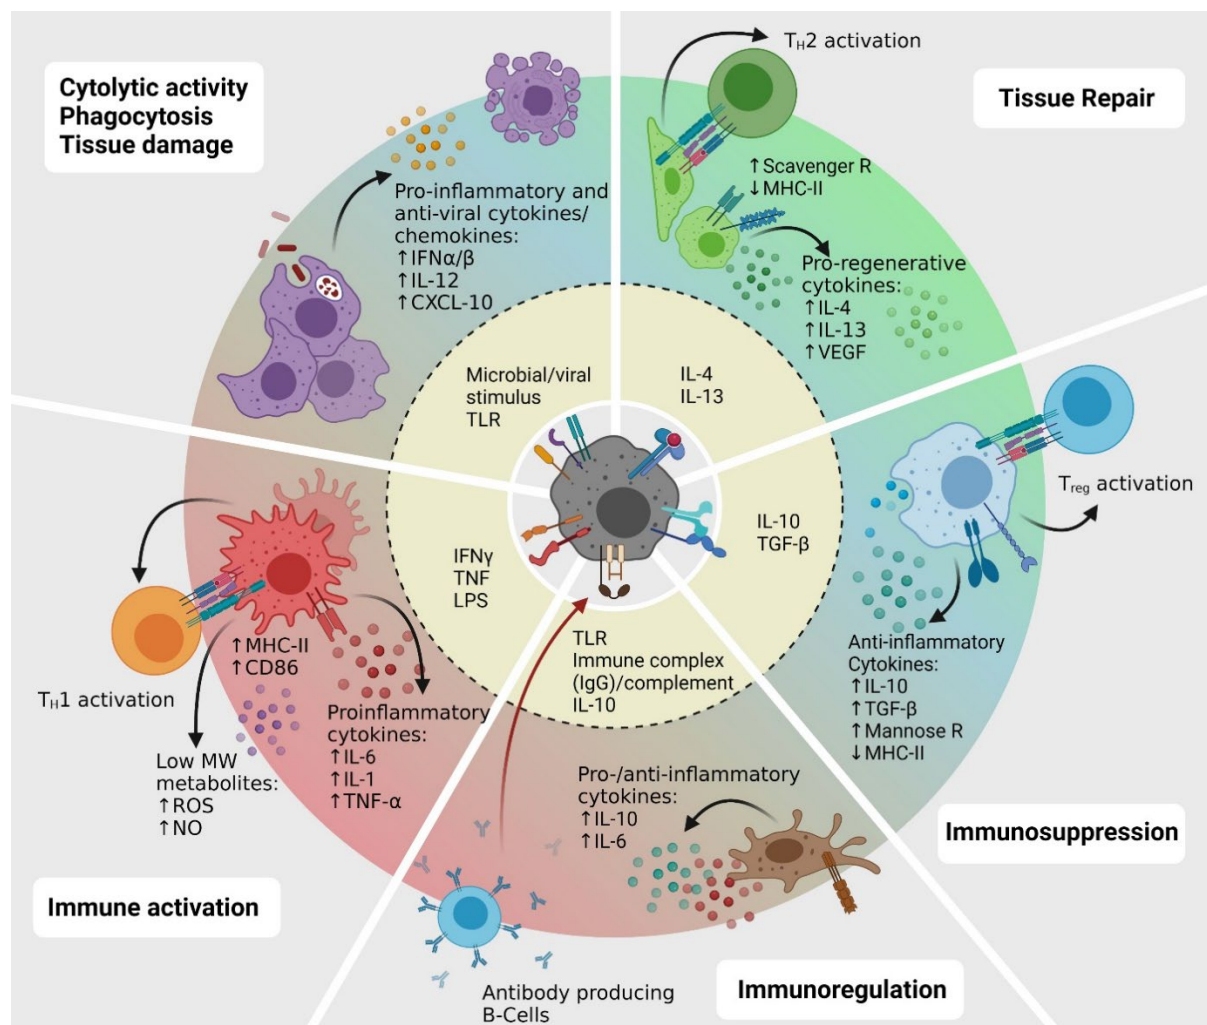 Cytolytic activity
Phagocytosis
Tissue damage
Pro-inflammatory and
anti-viral cytokines/
chemokines:
↑IFNα/β
↑IL-12
↑CXCL-10
Microbial/viral
stimulus
TLR
T_H2 activation
Tissue Repair
↑Scavenger R
↓MHC-II
Pro-regenerative
cytokines:
↑IL-4
↑IL-13
↑VEGF
IL-4
IL-13
T_reg activation
IL-10
TGF-β
Anti-inflammatory
Cytokines:
↑IL-10
↑TGF-β
↑Mannose R
↓MHC-II
Immunosuppression
TLR
Immune complex
(IgG)/complement
IL-10
Pro-/anti-inflammatory
cytokines:
↑IL-10
↑IL-6
Immunoregulation
Antibody producing
B-Cells
IFNγ
TNF
LPS
↑MHC-II
↑CD86
T_H1 activation
Proinflammatory
cytokines:
↑IL-6
↑IL-1
↑TNF-α
Low MW
metabolites:
↑ROS
↑NO
Immune activation